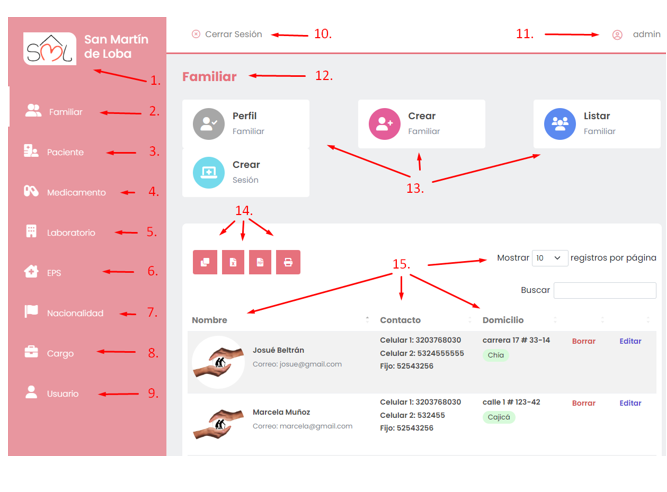 SML
San Martín
de Loba
1.
Cerrar Sesión
10.
11.
admin
Familiar
12.
Familiar
2.
Paciente
3.
Medicamento
4.
Laboratorio
5.
EPS
6.
Nacionalidad
7.
Cargo
8.
Usuario
9.
Perfil
Familiar
Crear
Familiar
Listar
Familiar
Crear
Sesión
13.
14.
15.
Mostrar 10 registros por página
Buscar
Nombre Contacto Domicilio
Josué Beltrán
Correo: josue@gmail.com
Celular 1: 3203768030
Celular 2: 5324555555
Fijo: 52543256
carrera 17 # 33-14
Chía
Borrar Editar
Marcela Muñoz
Correo: marcela@gmail.com
Celular 1: 3203768030
Celular 2: 532455
Fijo: 52543256
calle 1 # 123-42
Cajicá
Borrar Editar